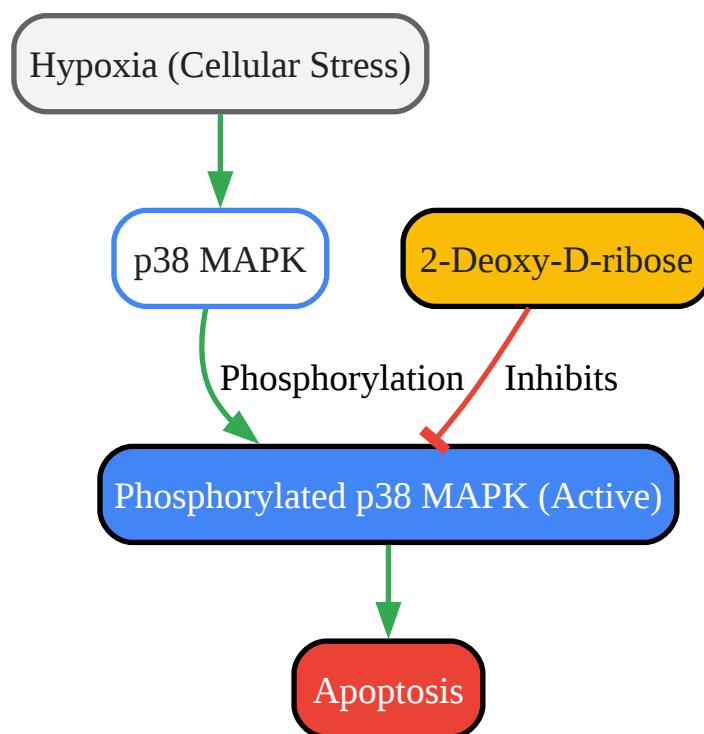 Hypoxia (Cellular Stress)
p38 MAPK
2-Deoxy-D-ribose
Phosphorylation
Inhibits
Phosphorylated p38 MAPK (Active)
Apoptosis